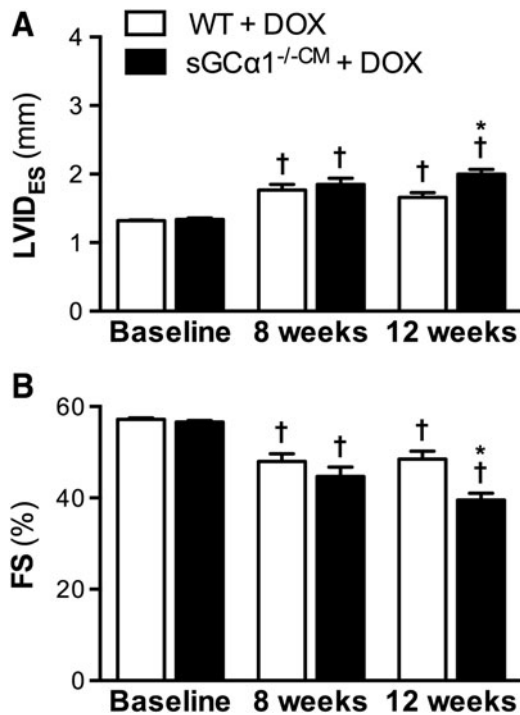 A
WT + DOX
sGCα1-/-CM + DOX
LVIDES (mm)
4
3
2
1
0
† † † * †
Baseline 8 weeks 12 weeks
B
FS (%)
60
40
20
0
† † † * †
Baseline 8 weeks 12 weeks